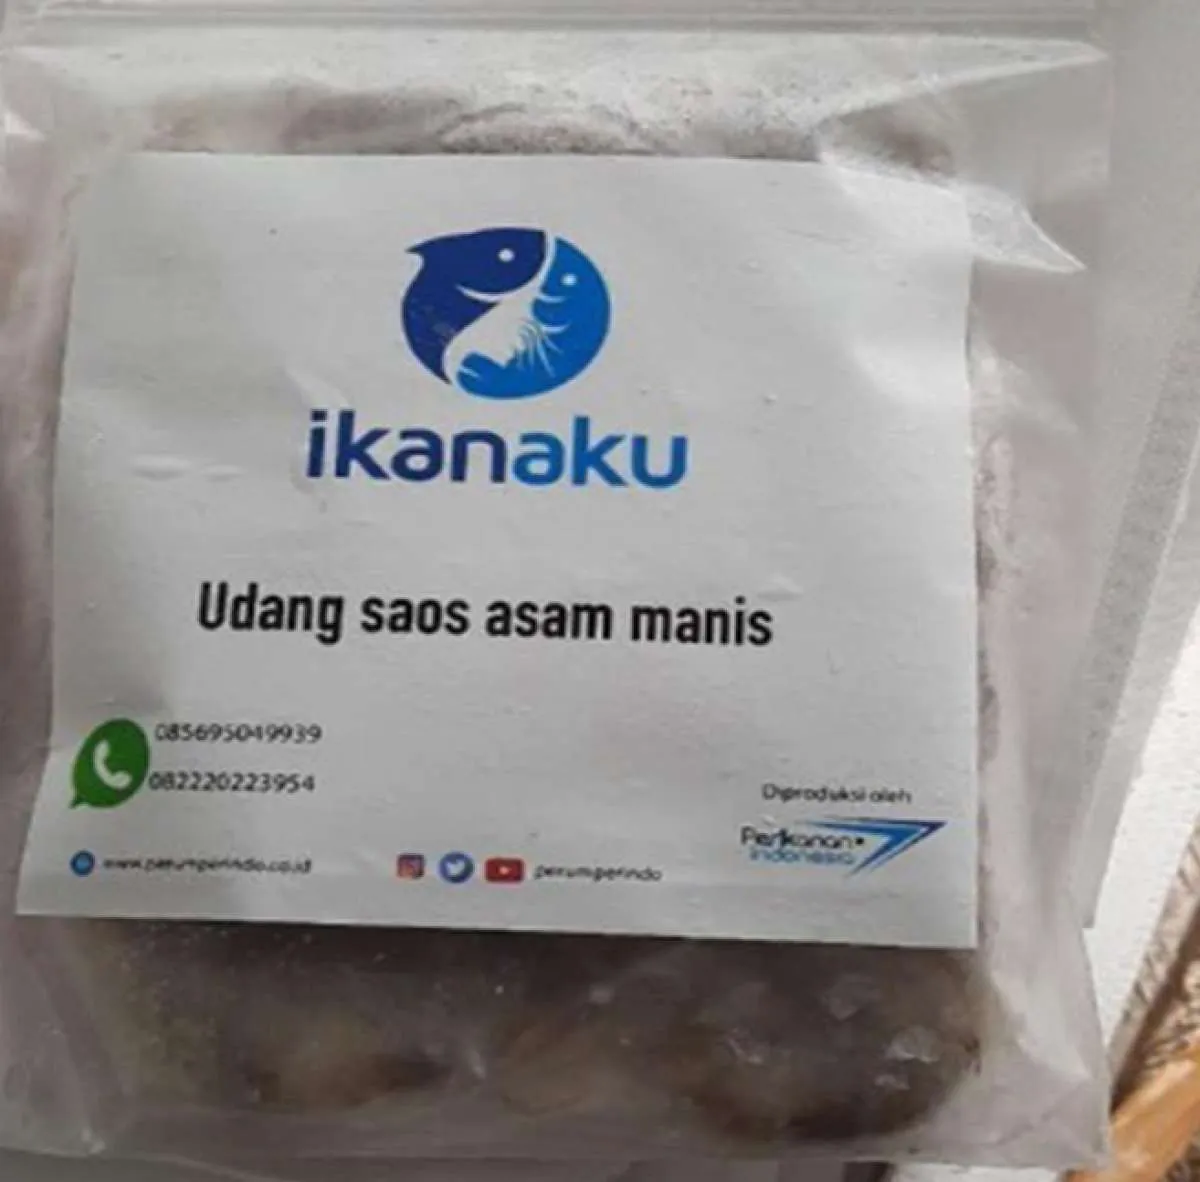 ikanaku
Udang saos asam manis
085695049939
082220223954
Diproduksi oleh
Perikanan
indonesia
www.perumperindo.co.id
perumperindo